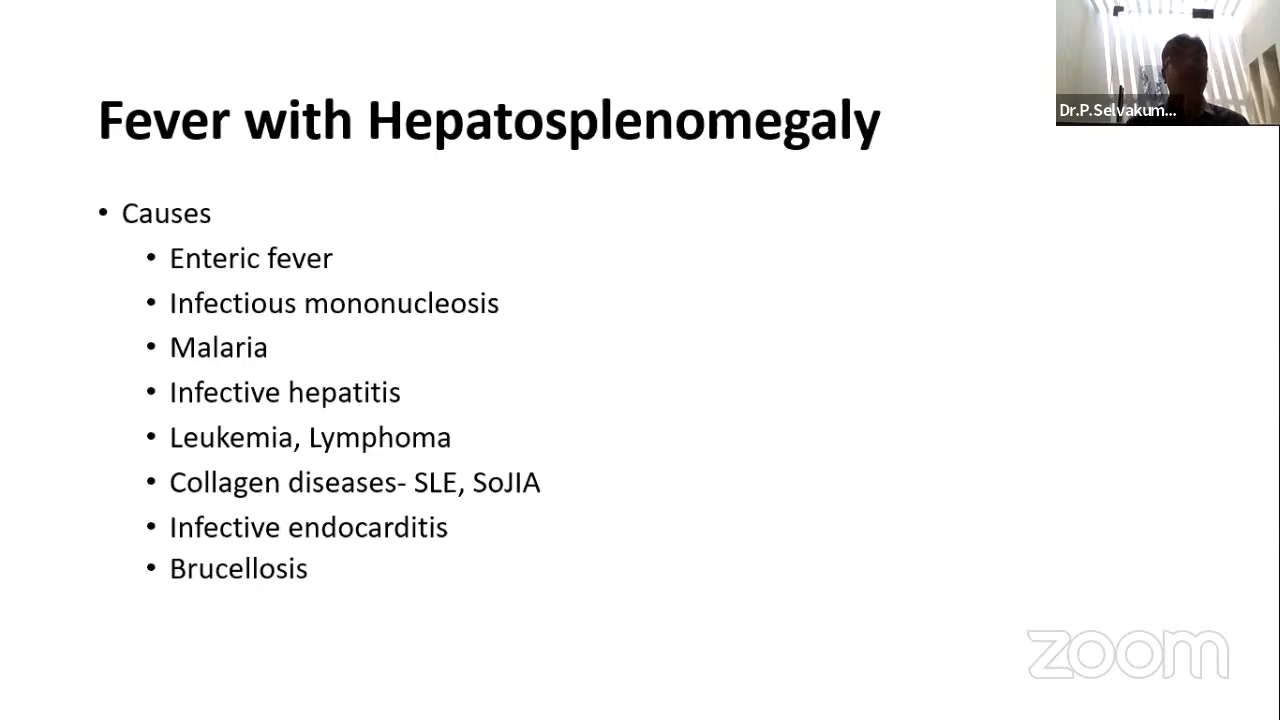 Fever with Hepatosplenomegaly
Dr.P.Selvakum...
• Causes
• Enteric fever
• Infectious mononucleosis
• Malaria
• Infective hepatitis
• Leukemia, Lymphoma
• Collagen diseases- SLE, SoJIA
• Infective endocarditis
• Brucellosis
zoom